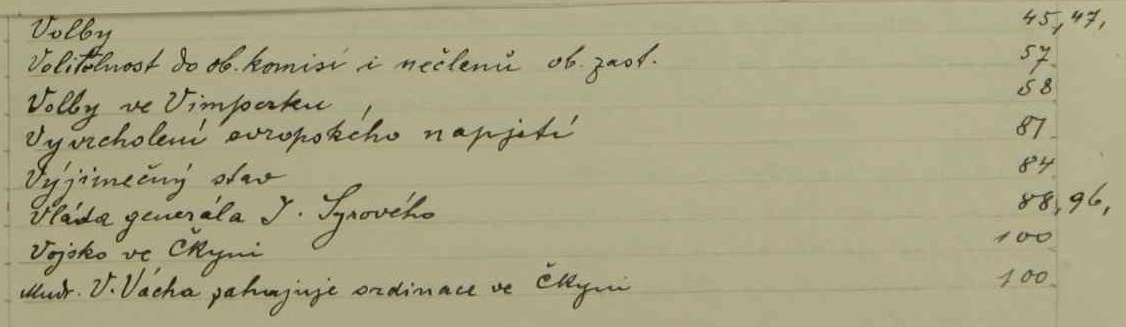 Volby 45, 47,
Volitelnost do ob. komisí i nečlenů ob. zast. 57
Volby ve Vimperku 58
Vyvrcholení evropského napjetí 81
Výjimečný stav 84
Vláda generála J. Syrového 88, 96,
Vojsko ve Čkyni 100
Mudr. V. Vácha zahajuje ordinace ve Čkyni 100